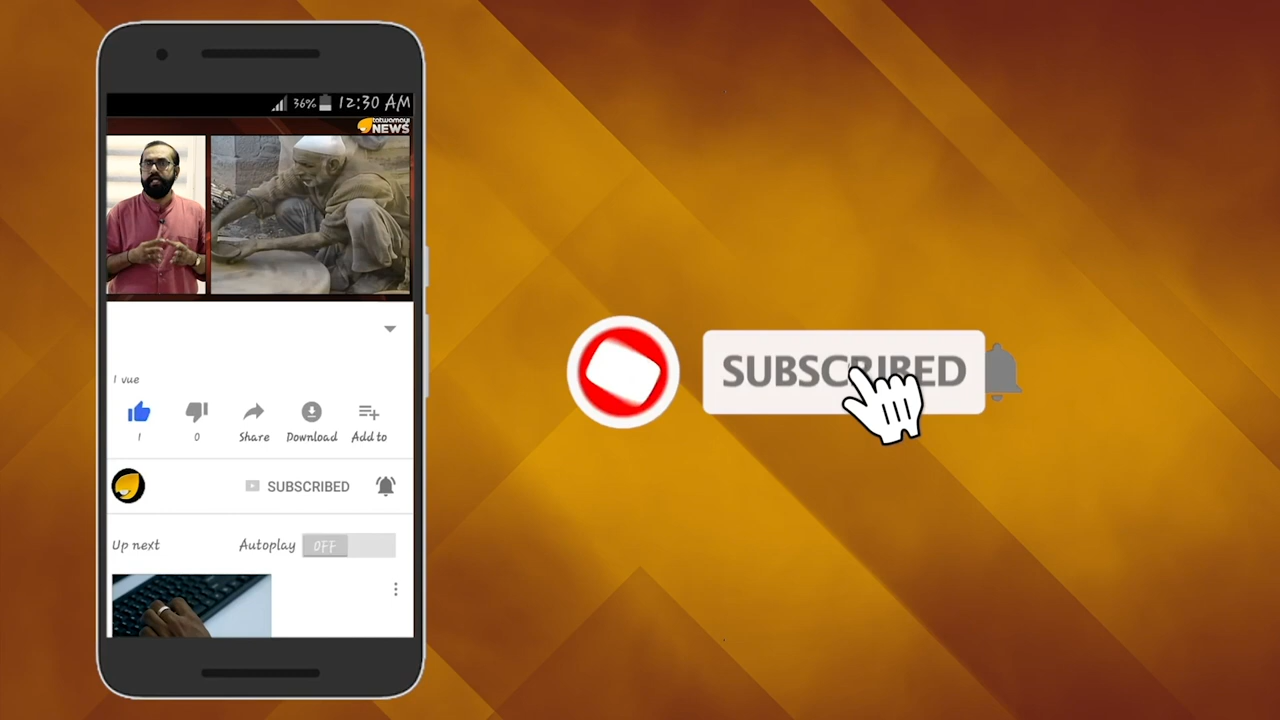 36% 12:30 AM
tatwamayi
NEWS
1 vue
1
0
Share
Download
Add to
SUBSCRIBED
Up next
Autoplay
OFF
SUBSCRIBED